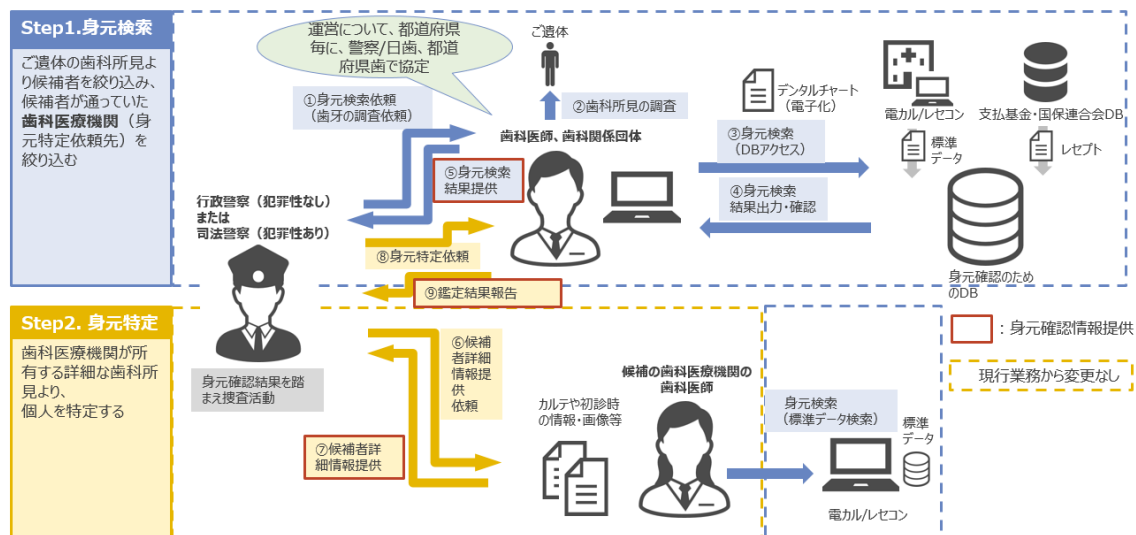 Step1.身元検索
ご遺体の歯科所見よ
り候補者を絞り込み、
候補者が通っていた
歯科医療機関（身
元特定依頼先）を
絞り込む
運営について、都道府県
毎に、警察/日歯、都道
府県歯で協定
ご遺体
①身元検索依頼
（歯牙の調査依頼）
②歯科所見の調査
デンタルチャート
（電子化）
電カル/レセコン
支払基金・国保連合会DB
歯科医師、歯科関係団体
③身元検索
（DBアクセス）
標準
データ
レセプト
⑤身元検索
結果提供
④身元検索
結果出力・確認
行政警察（犯罪性なし）
または
司法警察（犯罪性あり）
⑧身元特定依頼
⑨鑑定結果報告
身元確認のため
のDB
Step2. 身元特定
歯科医療機関が所
有する詳細な歯科所
見より、
個人を特定する
身元確認結果を踏
まえ捜査活動
⑥候補
者詳細
情報提
供
依頼
⑦候補者詳
細情報提供
候補の歯科医療機関の
歯科医師
カルテや初診時
の情報・画像等
身元検索
（標準データ検索）
標準
データ
電カル/レセコン
：身元確認情報提供
現行業務から変更なし